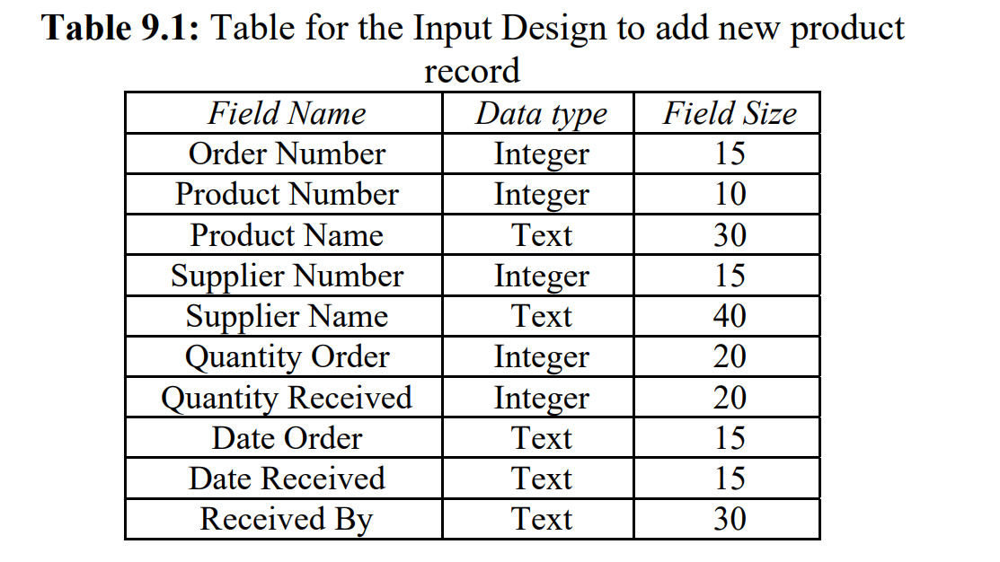 Table 9.1: Table for the Input Design to add new product
record
Field Name Data type Field Size
Order Number Integer 15
Product Number Integer 10
Product Name Text 30
Supplier Number Integer 15
Supplier Name Text 40
Quantity Order Integer 20
Quantity Received Integer 20
Date Order Text 15
Date Received Text 15
Received By Text 30